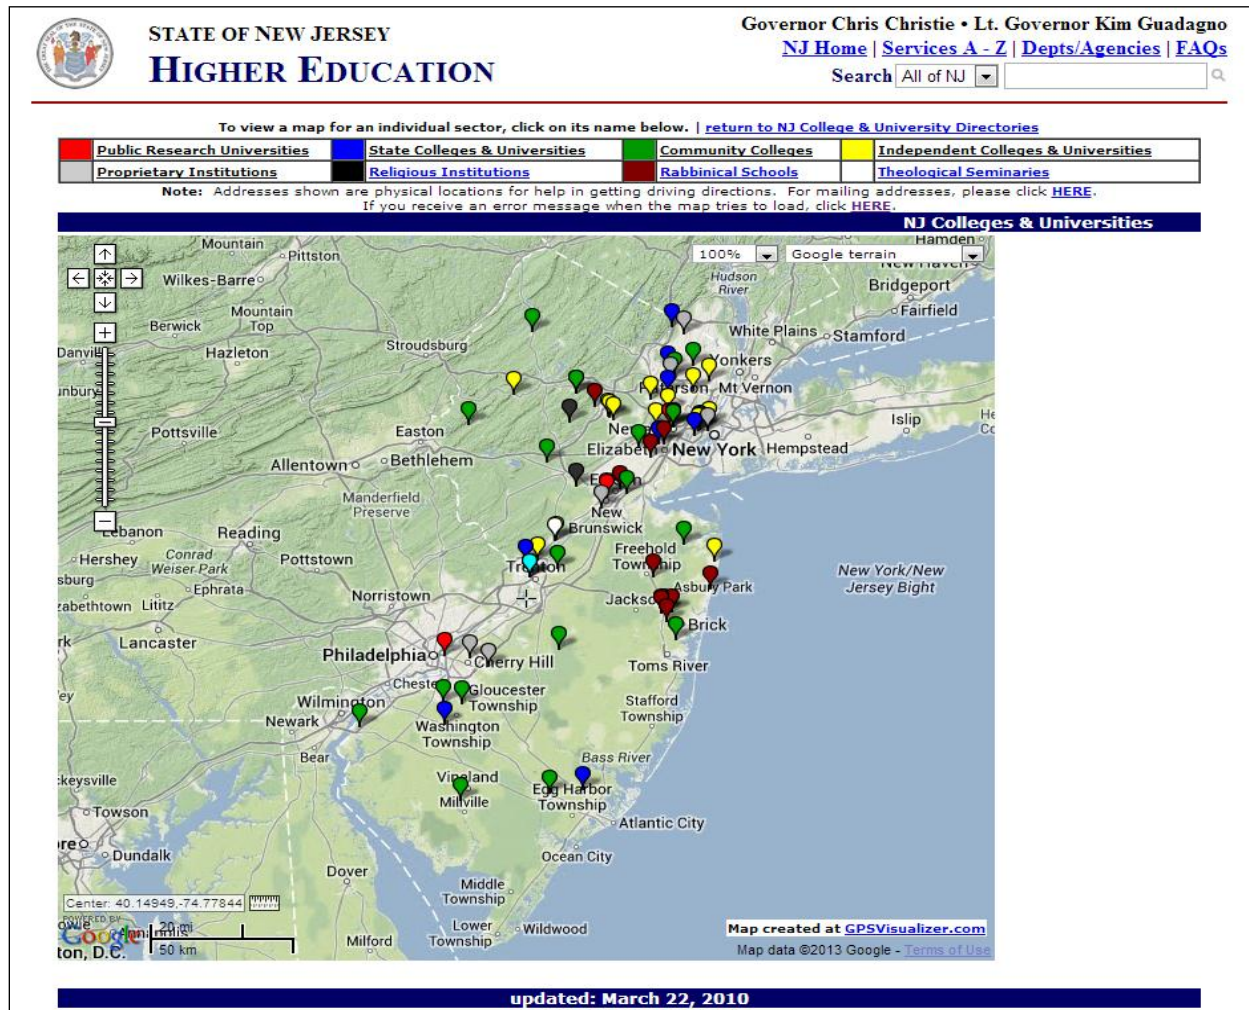 STATE OF NEW JERSEY
HIGHER EDUCATION
Governor Chris Christie • Lt. Governor Kim Guadagno
NJ Home | Services A - Z | Depts/Agencies | FAQs
Search All of NJ
To view a map for an individual sector, click on its name below. | return to NJ College & University Directories
Public Research Universities State Colleges & Universities Community Colleges Independent Colleges & Universities
Proprietary Institutions Religious Institutions Rabbinical Schools Theological Seminaries
Note: Addresses shown are physical locations for help in getting driving directions. For mailing addresses, please click HERE.
If you receive an error message when the map tries to load, click HERE.
NJ Colleges & Universities
Mountain
Pittston
100% Google terrain
Hamden
Wilkes-Barre
Hudson
River
Bridgeport
Fairfield
Mountain
Top
Berwick
White Plains
Stamford
Hazleton
Stroudsburg
Yonkers
Mt Vernon
Islip
Pottsville
Easton
Elizabeth
New York
Hempstead
Allentown
Bethlehem
Manderfield
Preserve
New
Brunswick
Reading
Hershey
Conrad
Weiser Park
Pottstown
Freehold
Township
New York/New
Jersey Bight
Ephrata
Norristown
Asbury Park
Lititz
Brick
Lancaster
Philadelphia
Cherry Hill
Toms River
Gloucester
Township
Stafford
Township
Wilmington
Newark
Washington
Township
Bear
Bass River
Vineland
Millville
Egg Harbor
Township
Towson
Atlantic City
Dundalk
Ocean City
Dover
Middle
Township
Center: 40.14949,-74.77844
POWERED BY
Google
20 mi
50 km
Milford
Lower
Township
Wildwood
ton, D.C.
Map created at GPSVisualizer.com
Map data ©2013 Google - Terms of Use
updated: March 22, 2010